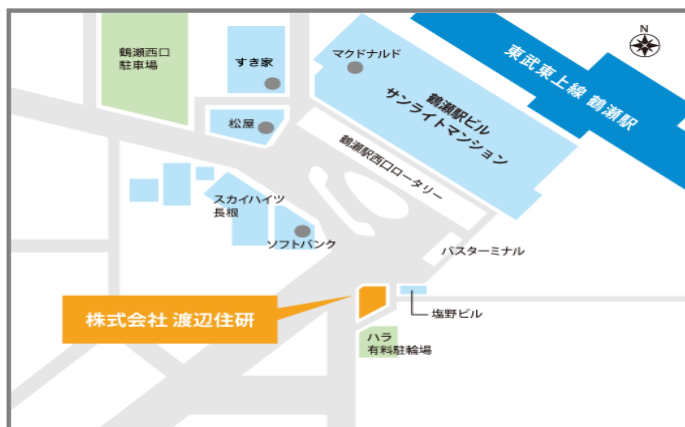 鶴瀬西口
駐車場
すき家
マクドナルド
N
東武東上線 鶴瀬駅
鶴瀬駅ビル
サンライトマンション
松屋
鶴瀬駅西口ロータリー
スカイハイツ
長根
ソフトバンク
バスターミナル
株式会社 渡辺住研
塩野ビル
ハラ
有料駐輪場